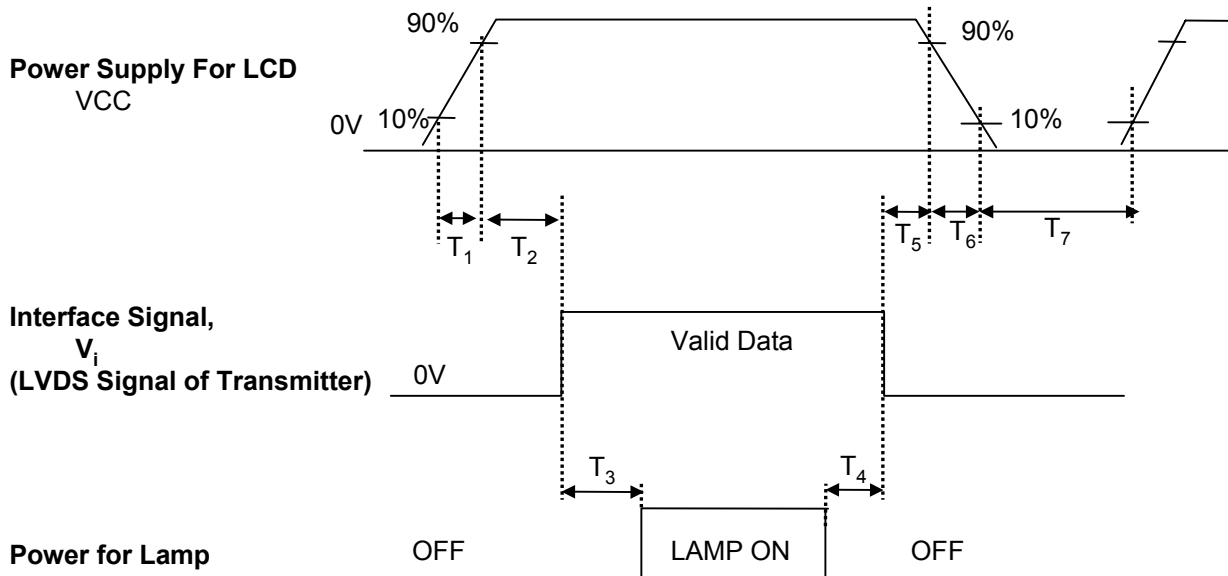 90%
90%
Power Supply For LCD
VCC
0V
10%
10%
T1
T2
T5
T6
T7
Interface Signal,
Vi
(LVDS Signal of Transmitter)
0V
Valid Data
T3
T4
Power for Lamp
OFF
LAMP ON
OFF